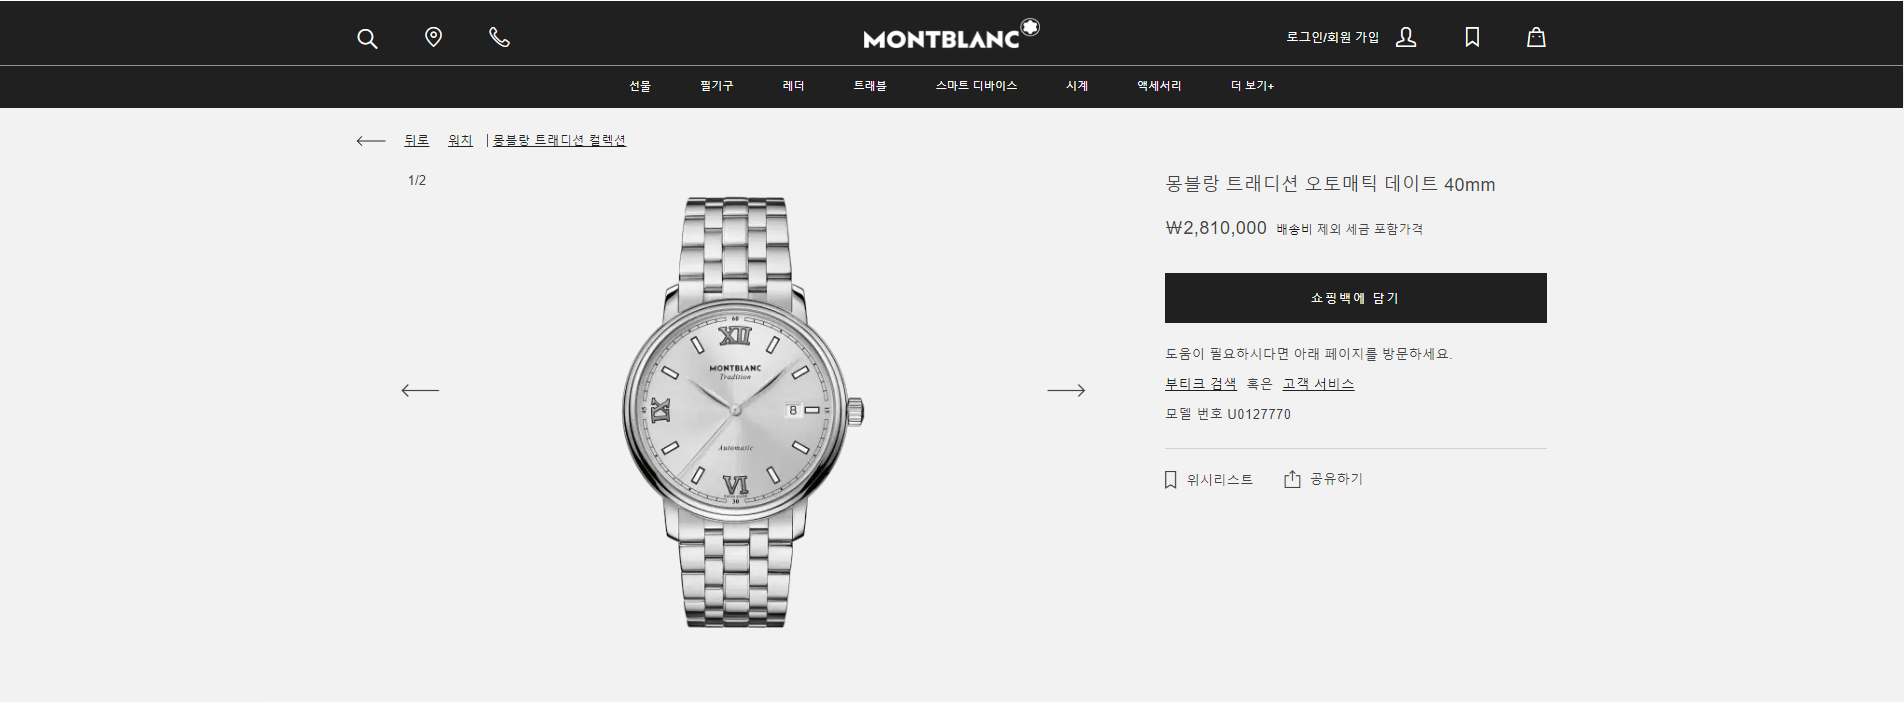 MONTBLANC
로그인/회원 가입
선물 필기구 레더 트래블 스마트 디바이스 시계 액세서리 더 보기+
뒤로 워치 | 몽블랑 트래디션 컬렉션
1/2
몽블랑 트래디션 오토매틱 데이트 40mm
₩2,810,000 배송비 제외 세금 포함가격
쇼핑백에 담기
도움이 필요하시다면 아래 페이지를 방문하세요.
부티크 검색 혹은 고객 서비스
모델 번호 U0127770
위시리스트 공유하기
60
XII
MONTBLANC
Tradition
45 IX 8 15
Automatic
VI
30